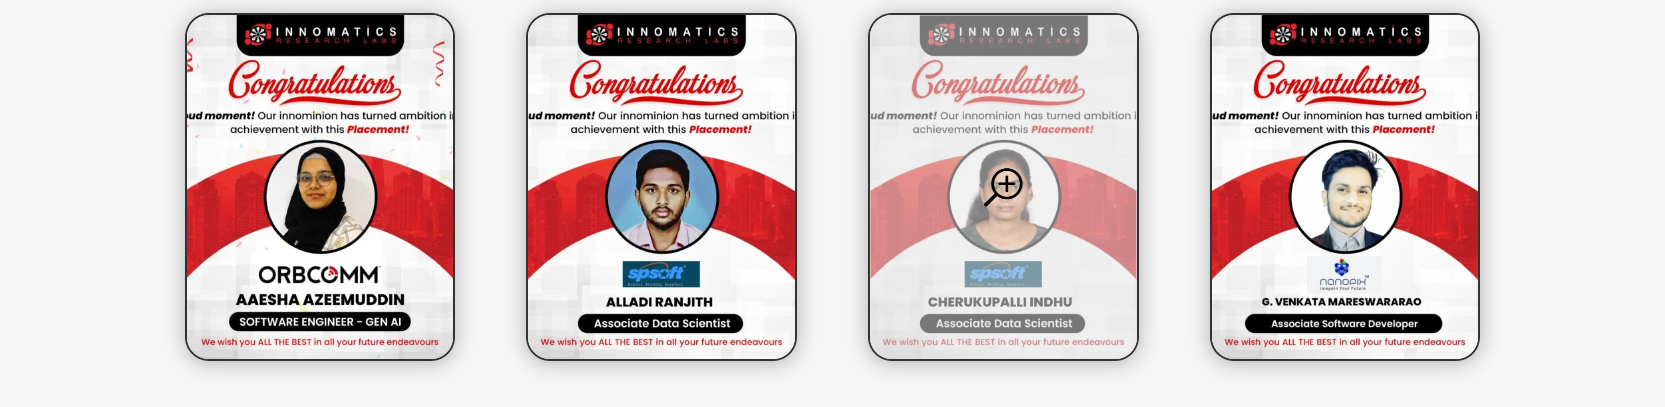 INNOMATICS
RESEARCH LABS
Congratulations
ud moment! Our innominion has turned ambition i
achievement with this Placement!
ORBCOMM
AAESHA AZEEMUDDIN
SOFTWARE ENGINEER - GEN AI
We wish you ALL THE BEST in all your future endeavours
INNOMATICS
RESEARCH LABS
Congratulations
ud moment! Our innominion has turned ambition i
achievement with this Placement!
spsoft
ALLADI RANJITH
Associate Data Scientist
We wish you ALL THE BEST in all your future endeavours
INNOMATICS
RESEARCH LABS
Congratulations
ud moment! Our innominion has turned ambition i
achievement with this Placement!
spsoft
CHERUKUPALLI INDHU
Associate Data Scientist
We wish you ALL THE BEST in all your future endeavours
INNOMATICS
RESEARCH LABS
Congratulations
ud moment! Our innominion has turned ambition i
achievement with this Placement!
nanopix™
Imagein Your Future
G. VENKATA MARESWARARAO
Associate Software Developer
We wish you ALL THE BEST in all your future endeavours